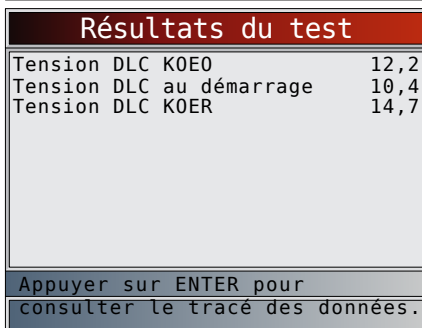 Résultats du test
Tension DLC KOEO 12,2
Tension DLC au démarrage 10,4
Tension DLC KOER 14,7
Appuyer sur ENTER pour
consulter le tracé des données.